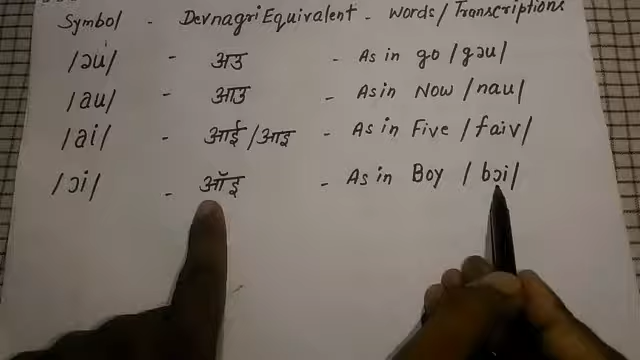 Symbol - Devnagri Equivalent - Words/Transcriptions
/əu/ - अउ - As in go /gəu/
/au/ - आउ - As in Now /nau/
/ai/ - आई/आइ - As in Five /faiv/
/ɔi/ - ऑइ - As in Boy /bɔi/